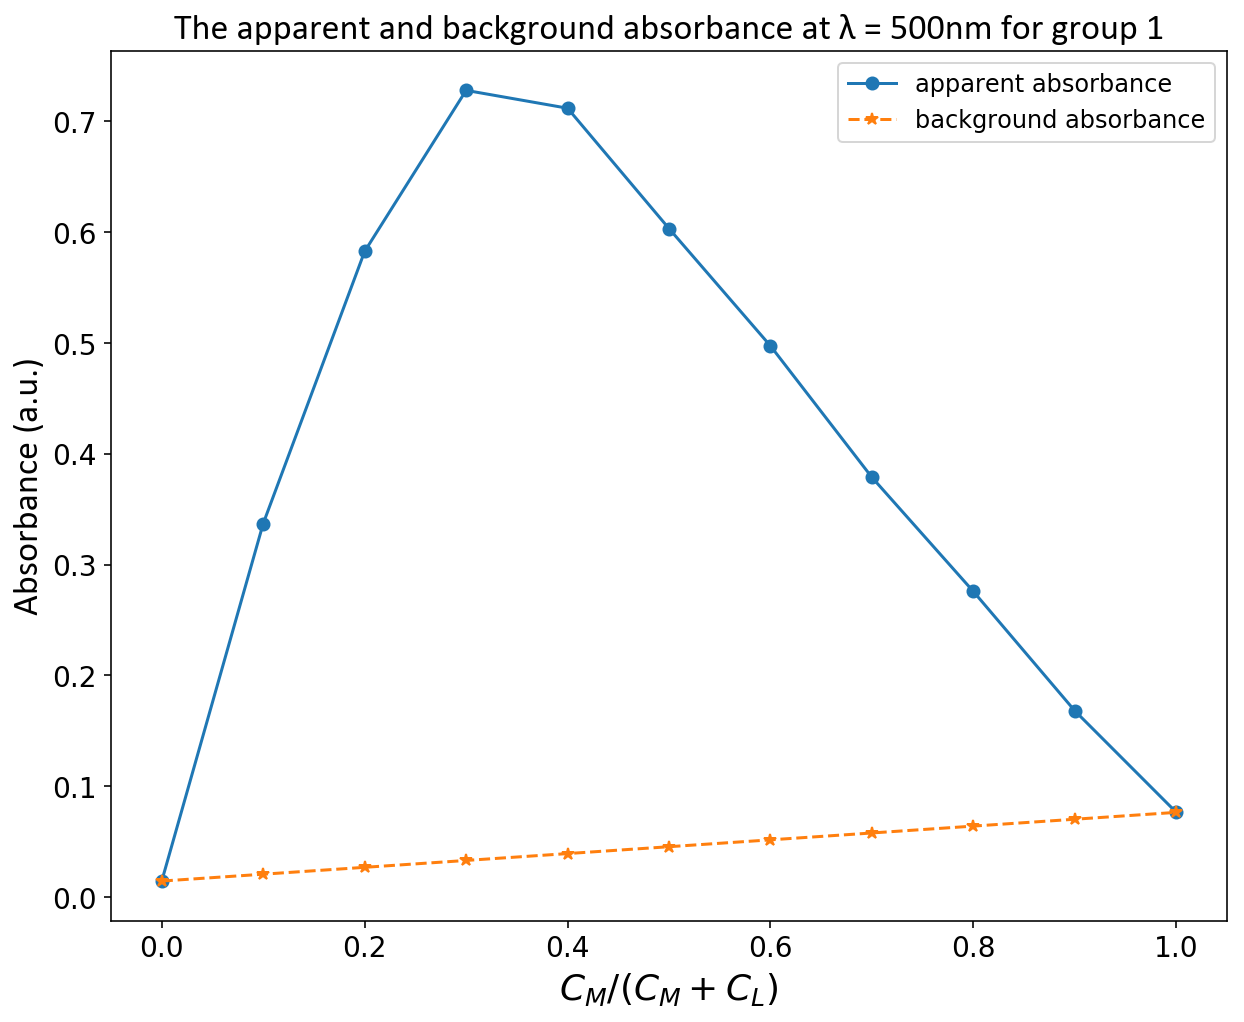 The apparent and background absorbance at λ = 500nm for group 1
apparent absorbance
background absorbance
0.7
0.6
0.5
0.4
0.3
0.2
0.1
0.0
Absorbance (a.u.)
0.0 0.2 0.4 0.6 0.8 1.0
C_M/(C_M + C_L)